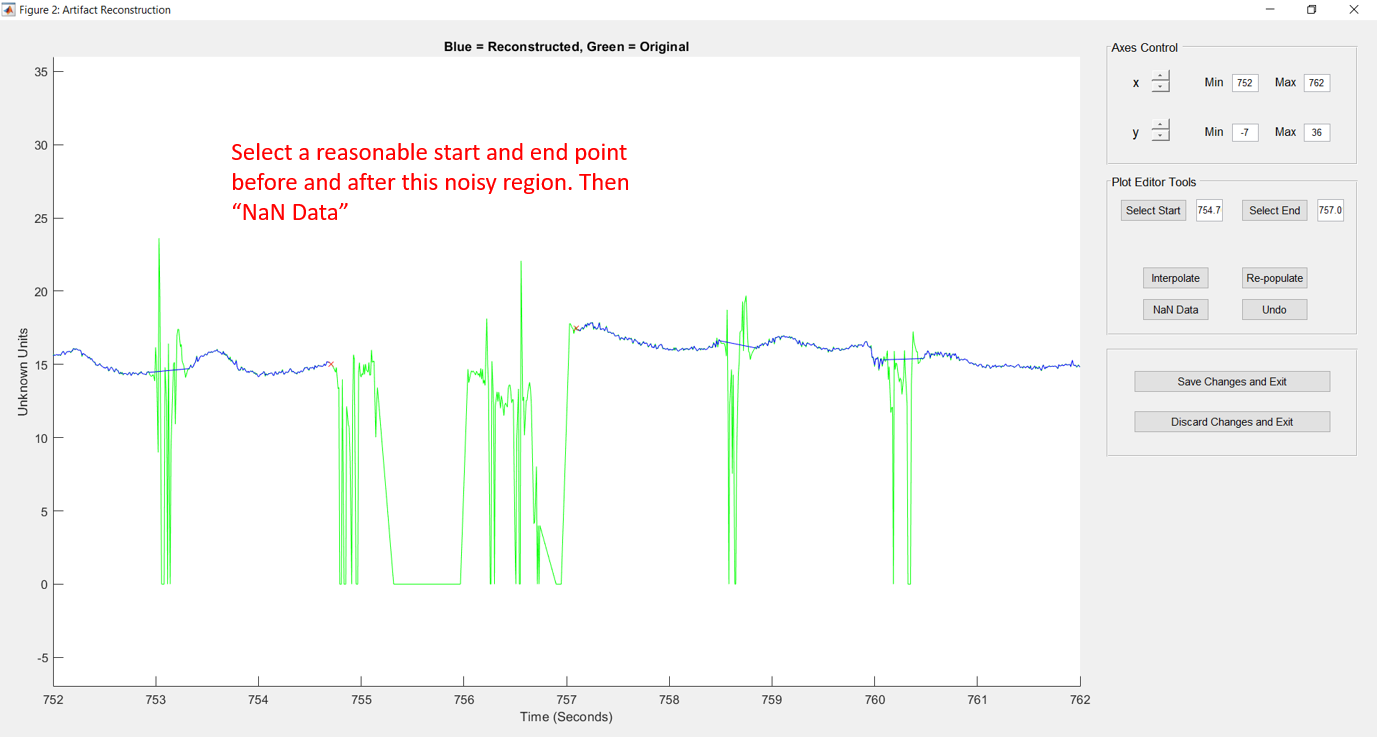 Figure 2: Artifact Reconstruction
Blue = Reconstructed, Green = Original
Select a reasonable start and end point
before and after this noisy region. Then
“NaN Data”
35
30
25
20
15
10
5
0
-5
Unknown Units
752 753 754 755 756 757 758 759 760 761 762
Time (Seconds)
Axes Control
x Min 752 Max 762
y Min -7 Max 36
Plot Editor Tools
Select Start 754.7 Select End 757.0
Interpolate Re-populate
NaN Data Undo
Save Changes and Exit
Discard Changes and Exit